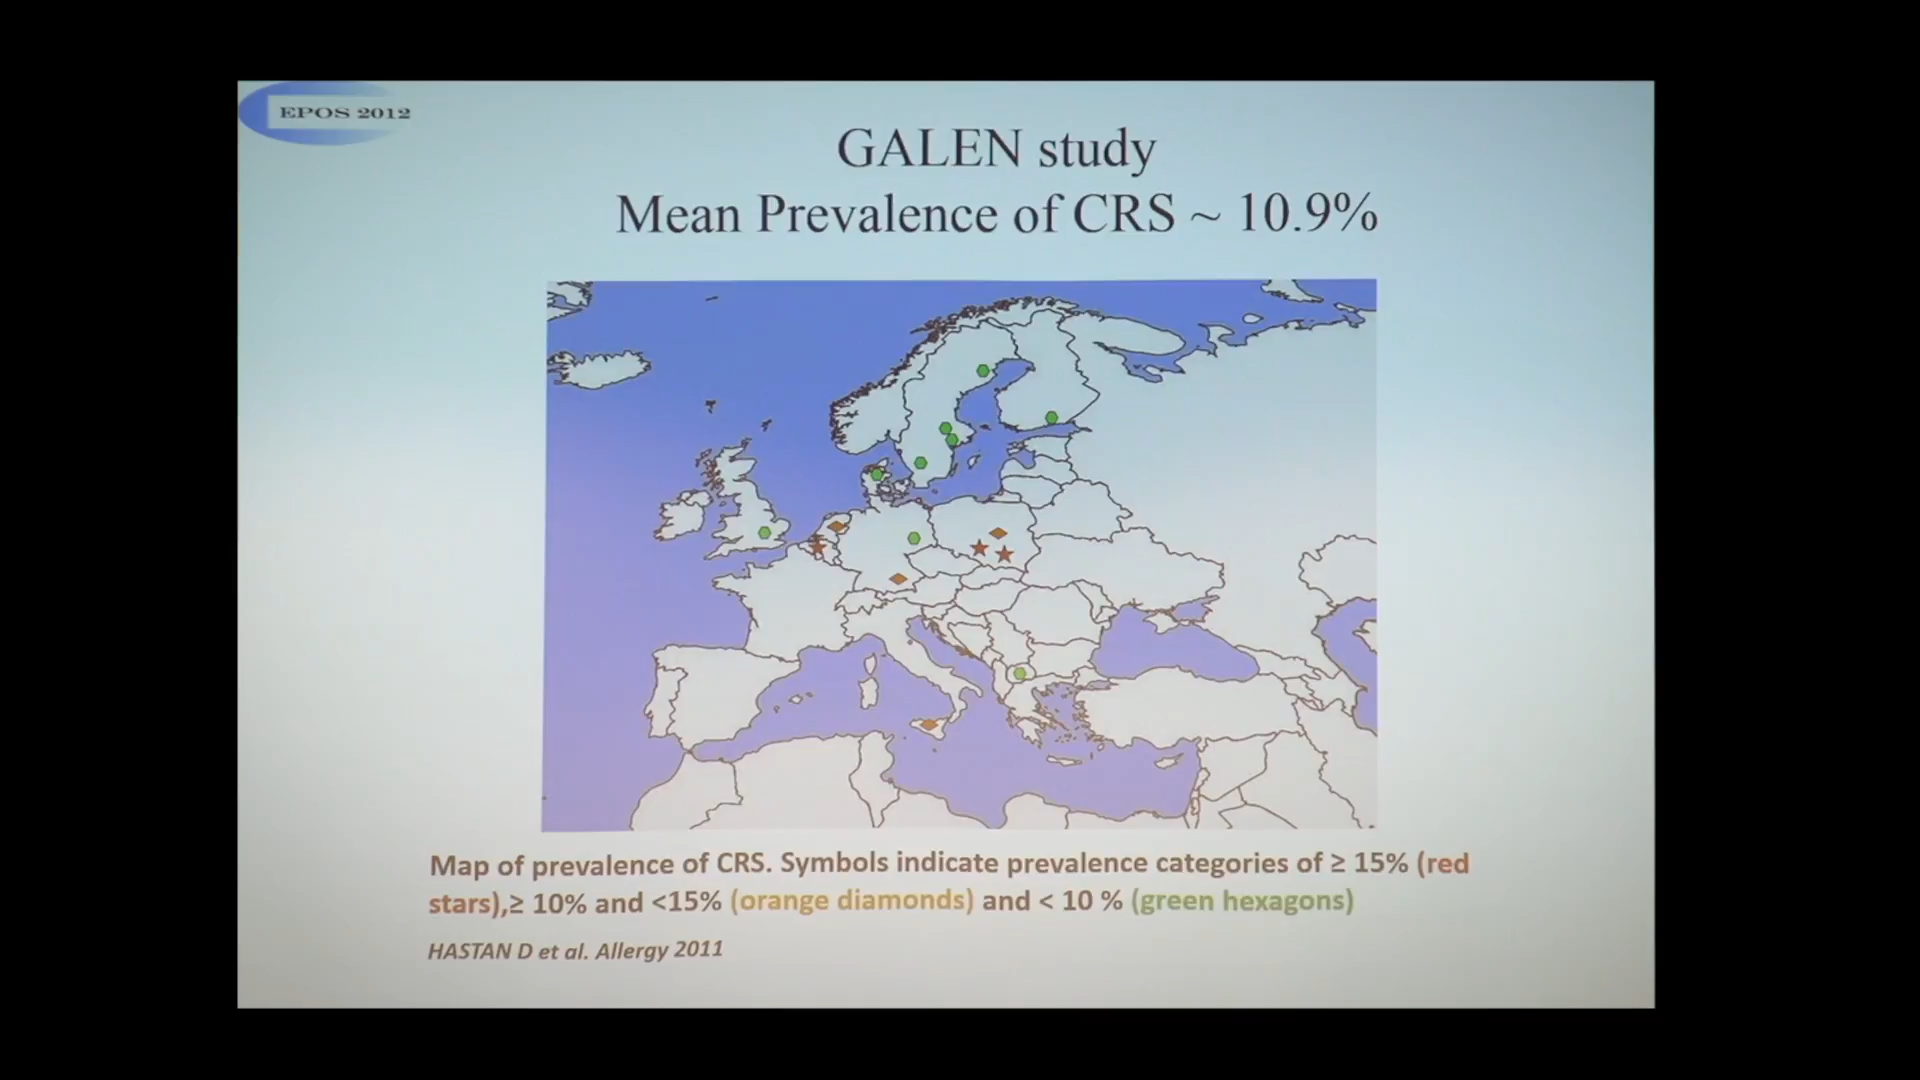 EPOS 2012
GALEN study
Mean Prevalence of CRS ~ 10.9%
Map of prevalence of CRS. Symbols indicate prevalence categories of ≥ 15% (red
stars),≥ 10% and <15% (orange diamonds) and < 10 % (green hexagons)
HASTAN D et al. Allergy 2011